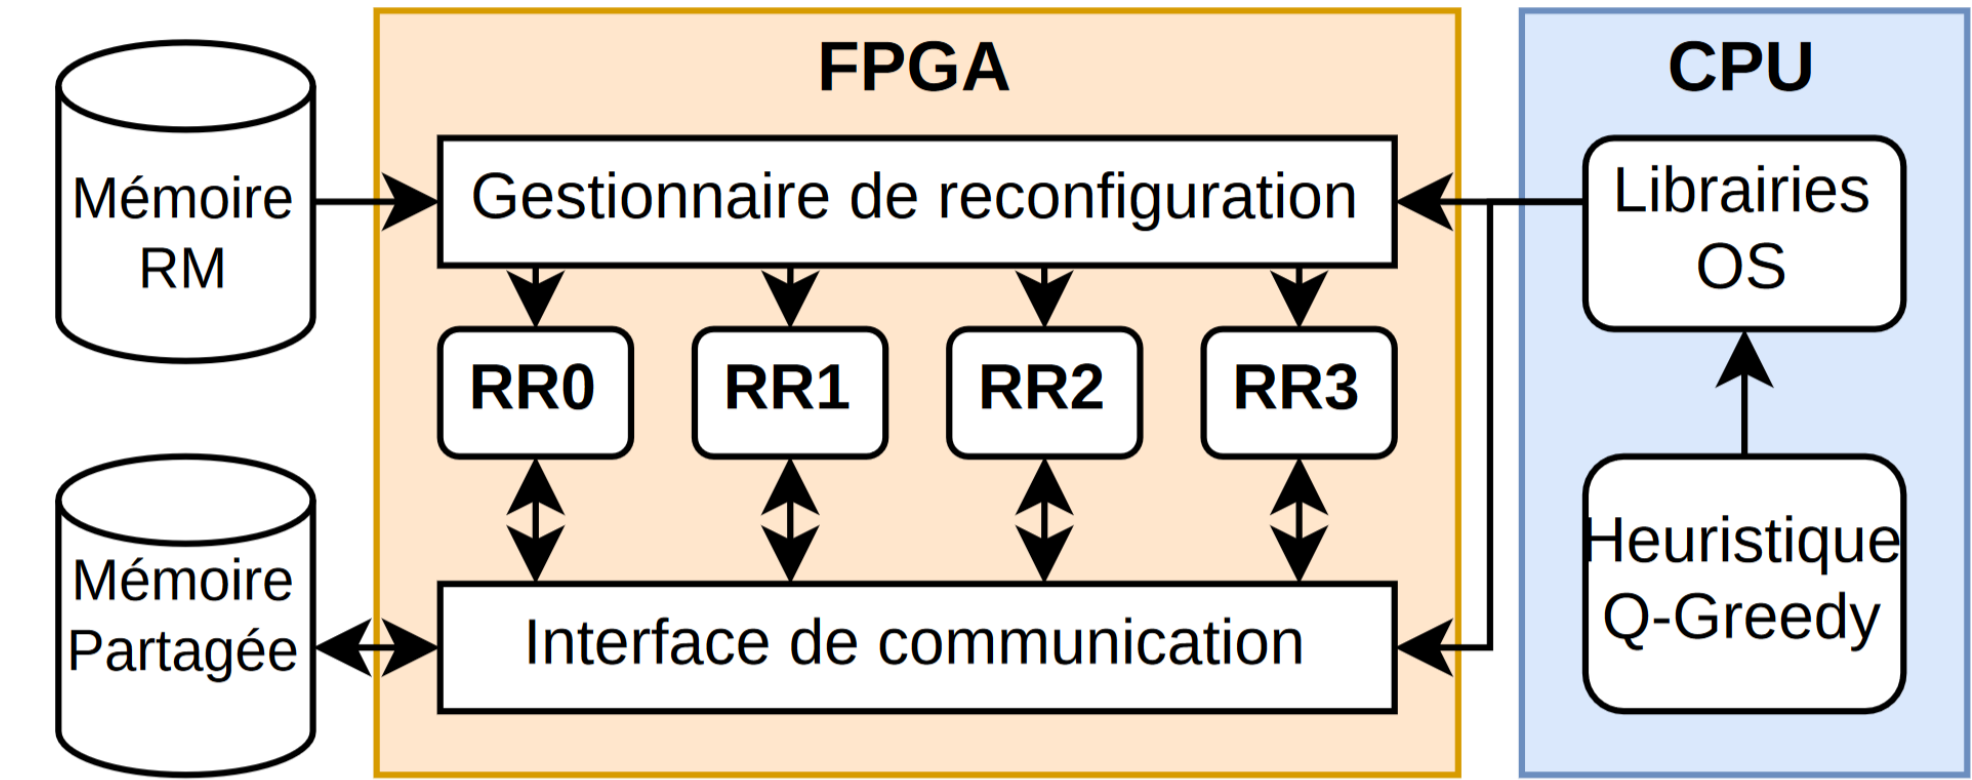 FPGA
CPU
Mémoire
RM
Gestionnaire de reconfiguration
Librairies
OS
RR0
RR1
RR2
RR3
Mémoire
Partagée
Interface de communication
Heuristique
Q-Greedy